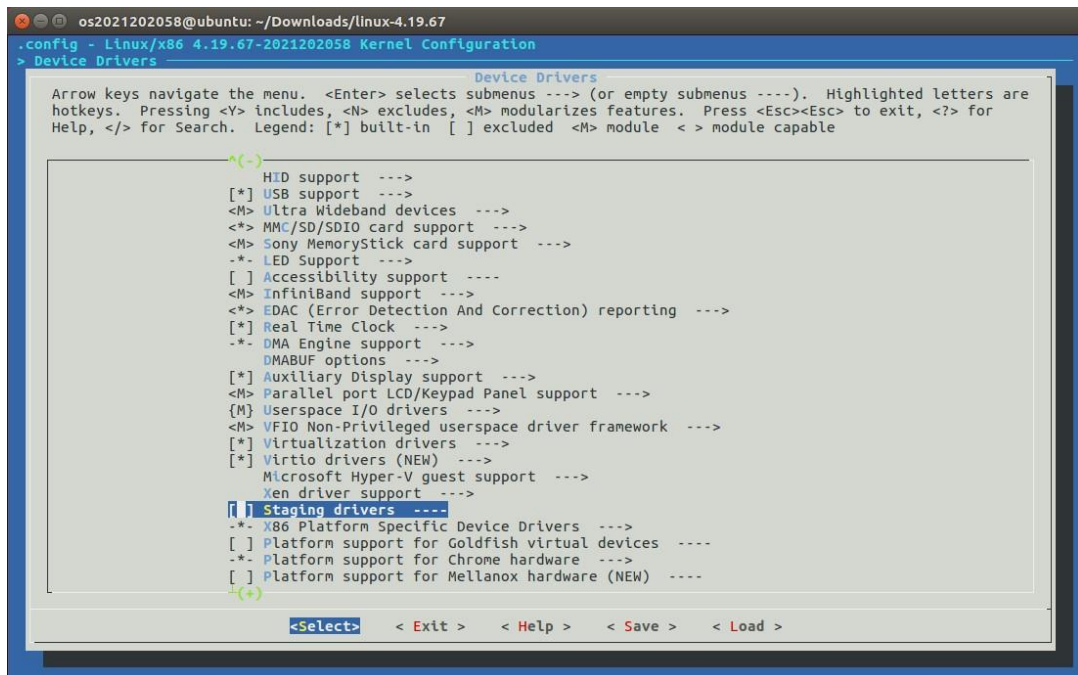 os2021202058@ubuntu: ~/Downloads/linux-4.19.67
.config - Linux/x86 4.19.67-2021202058 Kernel Configuration
> Device Drivers
Device Drivers
Arrow keys navigate the menu.  <Enter> selects submenus ---> (or empty submenus ----).  Highlighted letters are
hotkeys.  Pressing <Y> includes, <N> excludes, <M> modularizes features.  Press <Esc><Esc> to exit, <?> for
Help, </> for Search.  Legend: [*] built-in  [ ] excluded  <M> module  < > module capable
^(-)
HID support  --->
[*] USB support  --->
<M> Ultra Wideband devices  --->
<*> MMC/SD/SDIO card support  --->
<M> Sony MemoryStick card support  --->
-*- LED Support  --->
[ ] Accessibility support  ----
<M> InfiniBand support  --->
<*> EDAC (Error Detection And Correction) reporting  --->
[*] Real Time Clock  --->
-*- DMA Engine support  --->
DMABUF options  --->
[*] Auxiliary Display support  --->
<M> Parallel port LCD/Keypad Panel support  --->
{M} Userspace I/O drivers  --->
<M> VFIO Non-Privileged userspace driver framework  --->
[*] Virtualization drivers  --->
[*] Virtio drivers (NEW)  --->
Microsoft Hyper-V guest support  --->
Xen driver support  --->
[ ] Staging drivers  ----
-*- X86 Platform Specific Device Drivers  --->
[ ] Platform support for Goldfish virtual devices  ----
-*- Platform support for Chrome hardware  --->
[ ] Platform support for Mellanox hardware (NEW)  ----
┴(+)
<Select>    < Exit >    < Help >    < Save >    < Load >